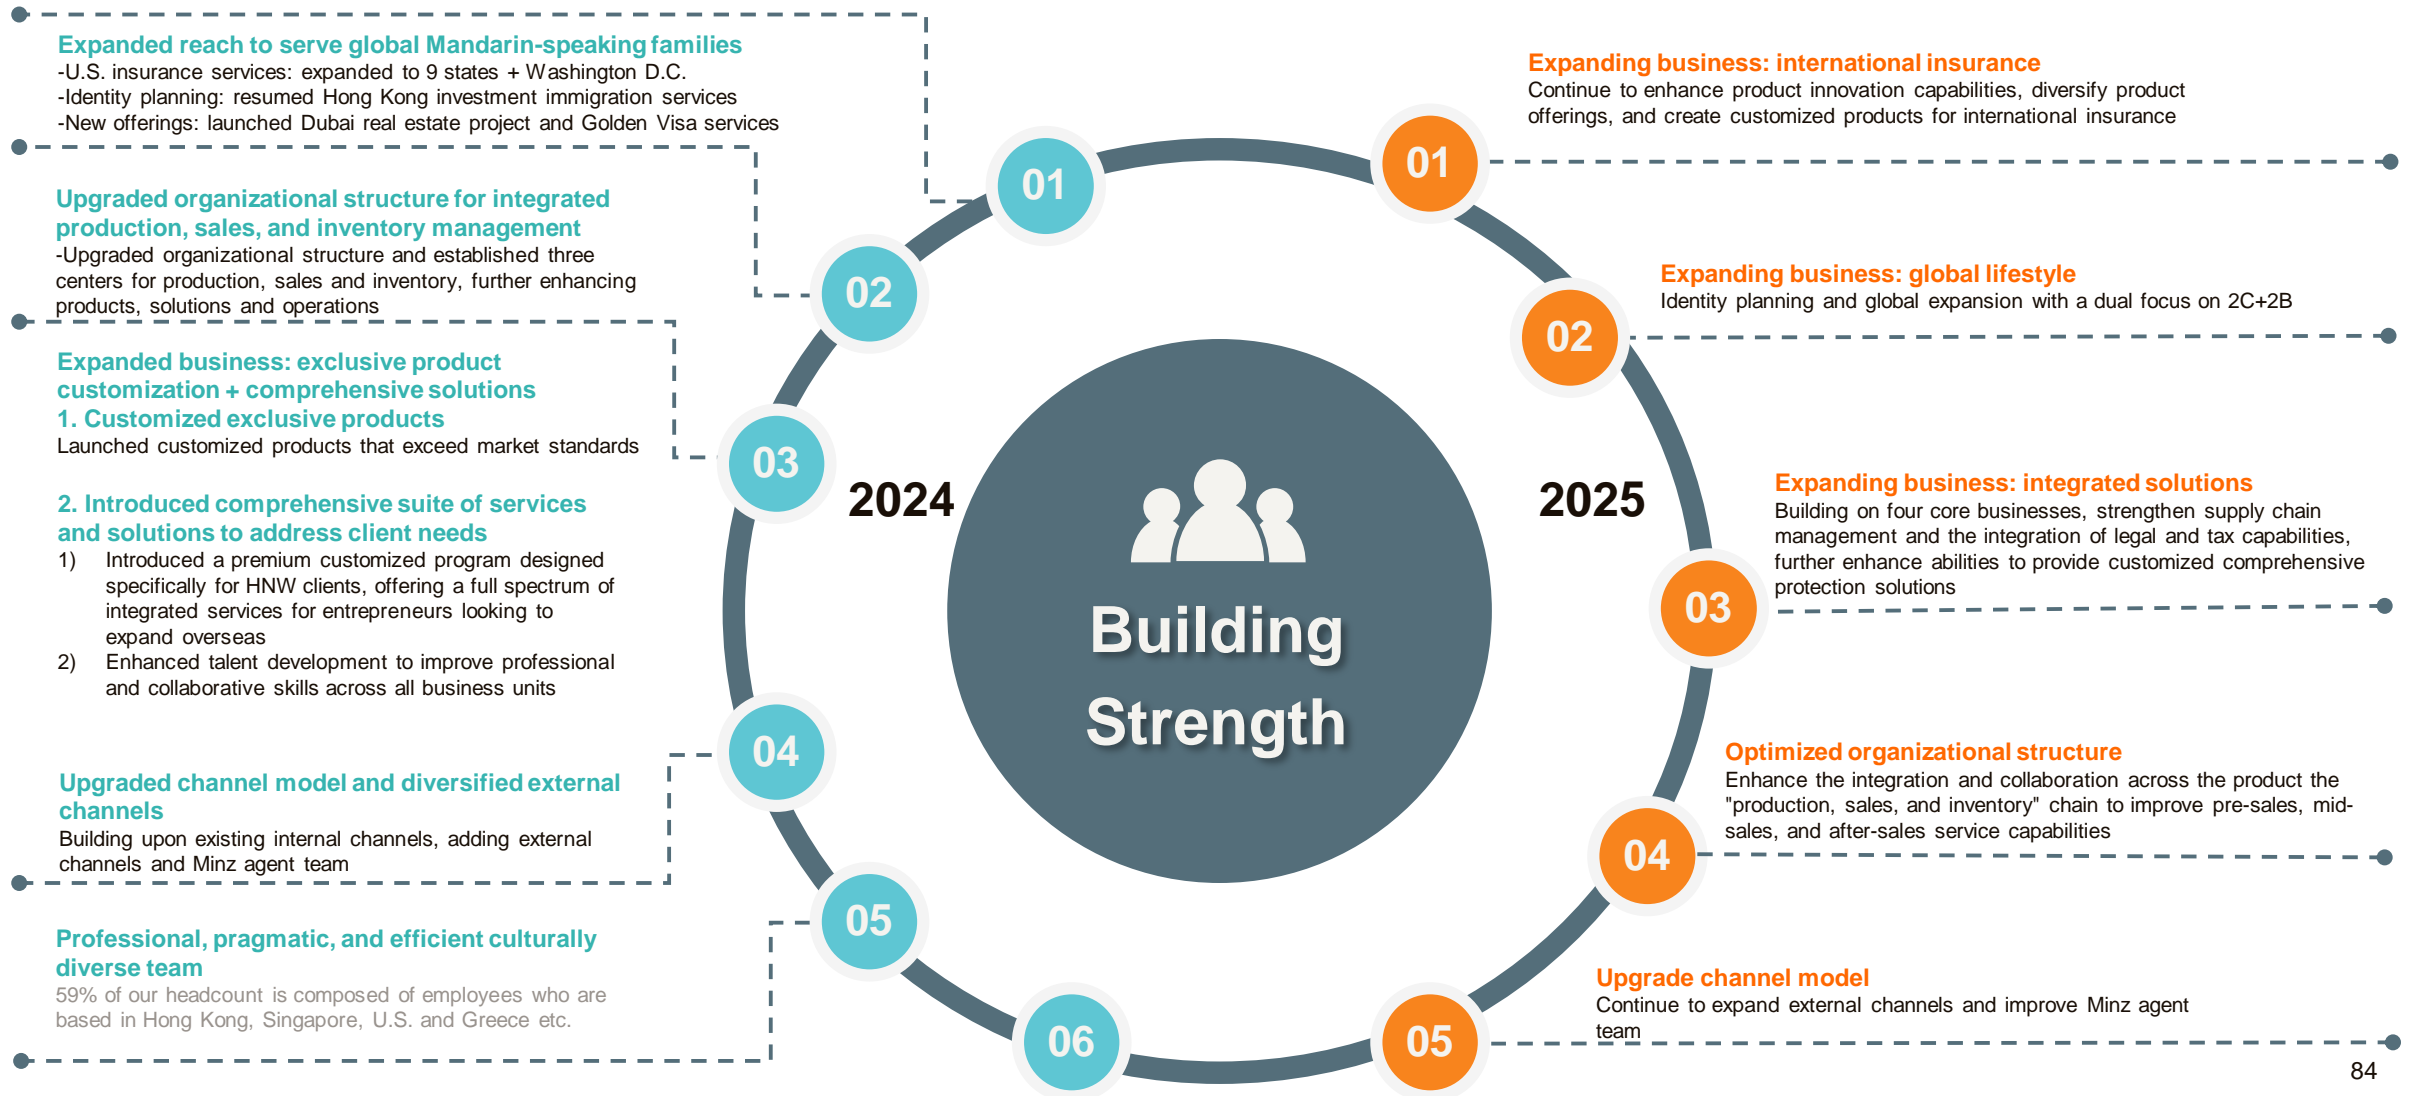 Expanded reach to serve global Mandarin-speaking families
-U.S. insurance services: expanded to 9 states + Washington D.C.
-Identity planning: resumed Hong Kong investment immigration services
-New offerings: launched Dubai real estate project and Golden Visa services
Upgraded organizational structure for integrated
production, sales, and inventory management
-Upgraded organizational structure and established three
centers for production, sales and inventory, further enhancing
products, solutions and operations
Expanded business: exclusive product
customization + comprehensive solutions
1. Customized exclusive products
Launched customized products that exceed market standards
2. Introduced comprehensive suite of services
and solutions to address client needs
1) Introduced a premium customized program designed
specifically for HNW clients, offering a full spectrum of
integrated services for entrepreneurs looking to
expand overseas
2) Enhanced talent development to improve professional
and collaborative skills across all business units
Upgraded channel model and diversified external
channels
Building upon existing internal channels, adding external
channels and Minz agent team
Professional, pragmatic, and efficient culturally
diverse team
59% of our headcount is composed of employees who are
based in Hong Kong, Singapore, U.S. and Greece etc.
01
02
03
04
05
06
2024
Building
Strength
2025
01
02
03
04
05
Expanding business: international insurance
Continue to enhance product innovation capabilities, diversify product
offerings, and create customized products for international insurance
Expanding business: global lifestyle
Identity planning and global expansion with a dual focus on 2C+2B
Expanding business: integrated solutions
Building on four core businesses, strengthen supply chain
management and the integration of legal and tax capabilities,
further enhance abilities to provide customized comprehensive
protection solutions
Optimized organizational structure
Enhance the integration and collaboration across the product the
"production, sales, and inventory" chain to improve pre-sales, mid-
sales, and after-sales service capabilities
Upgrade channel model
Continue to expand external channels and improve Minz agent
team
84